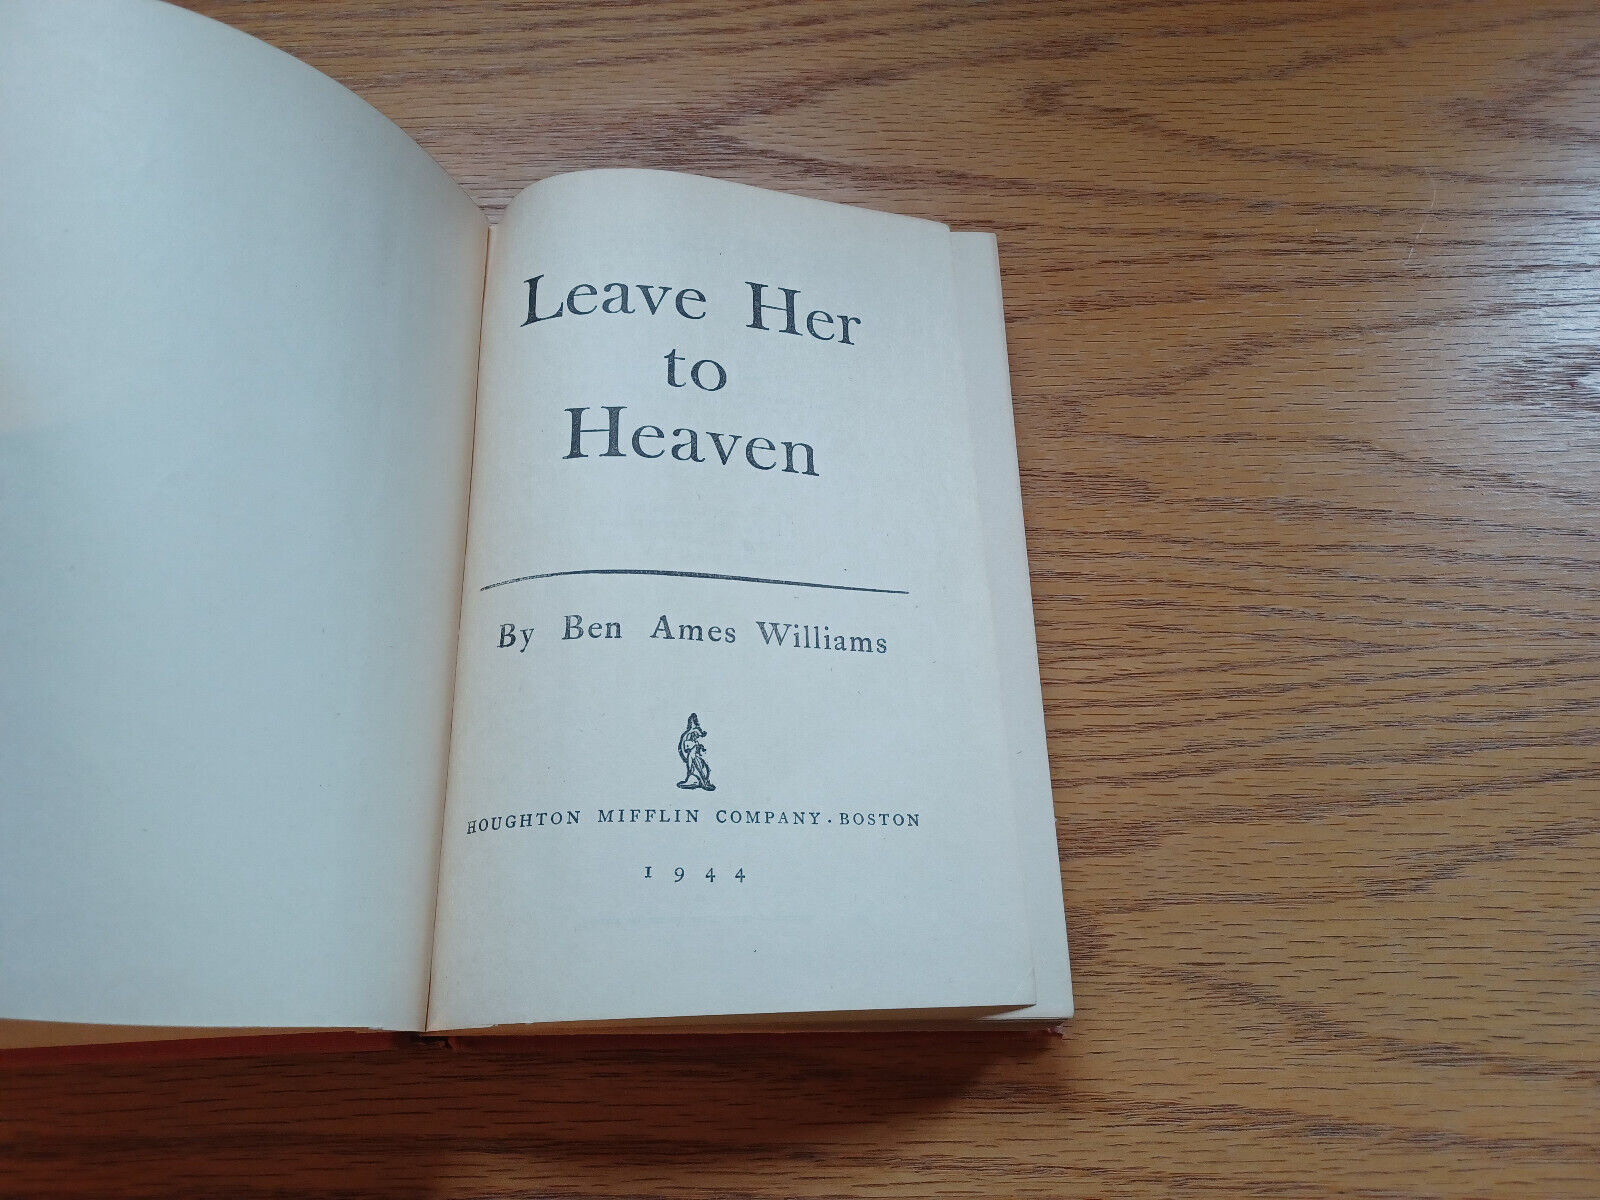 Leave Her
to
Heaven
By Ben Ames Williams
HOUGHTON MIFFLIN COMPANY · BOSTON
1944